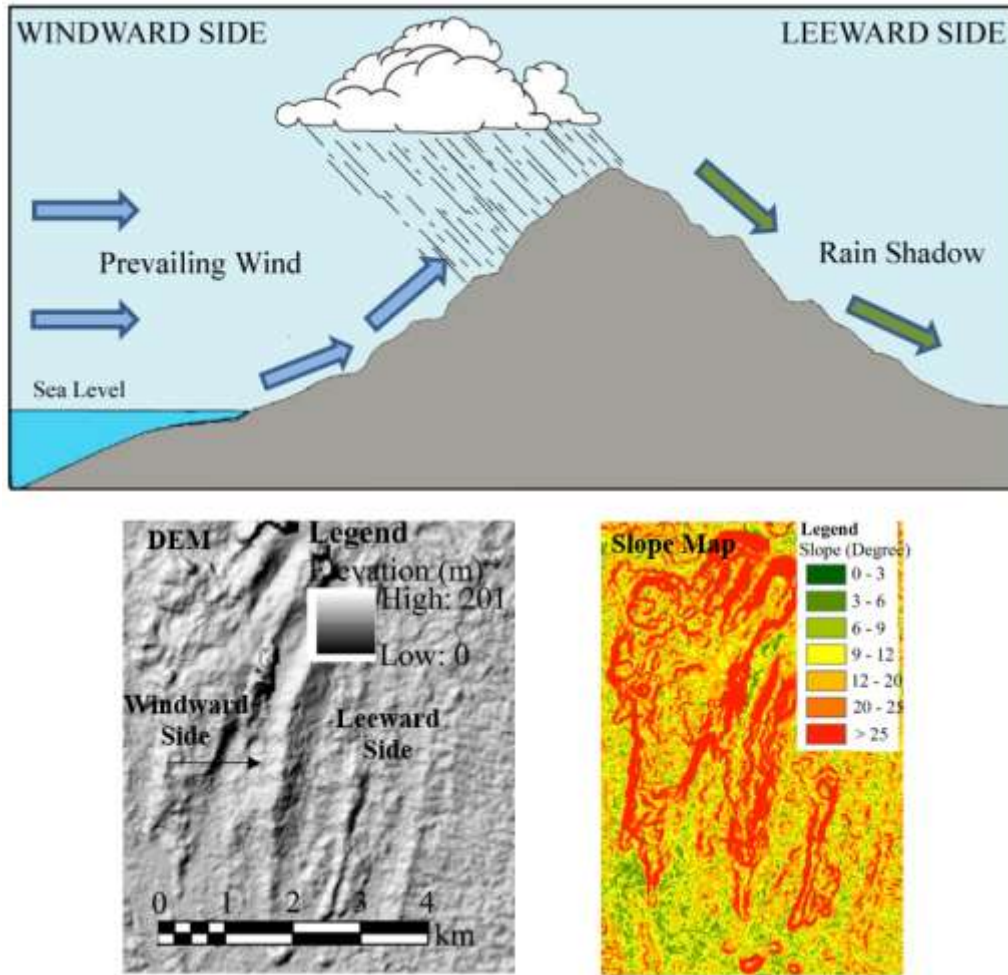 WINDWARD SIDE
LEEWARD SIDE
Prevailing Wind
Rain Shadow
Sea Level
DEM
Legend
Elevation (m)
High: 201
Low: 0
Windward
Side
Leeward
Side
0 1 2 3 4
km
Slope Map
Legend
Slope (Degree)
0 - 3
3 - 6
6 - 9
9 - 12
12 - 20
20 - 25
> 25